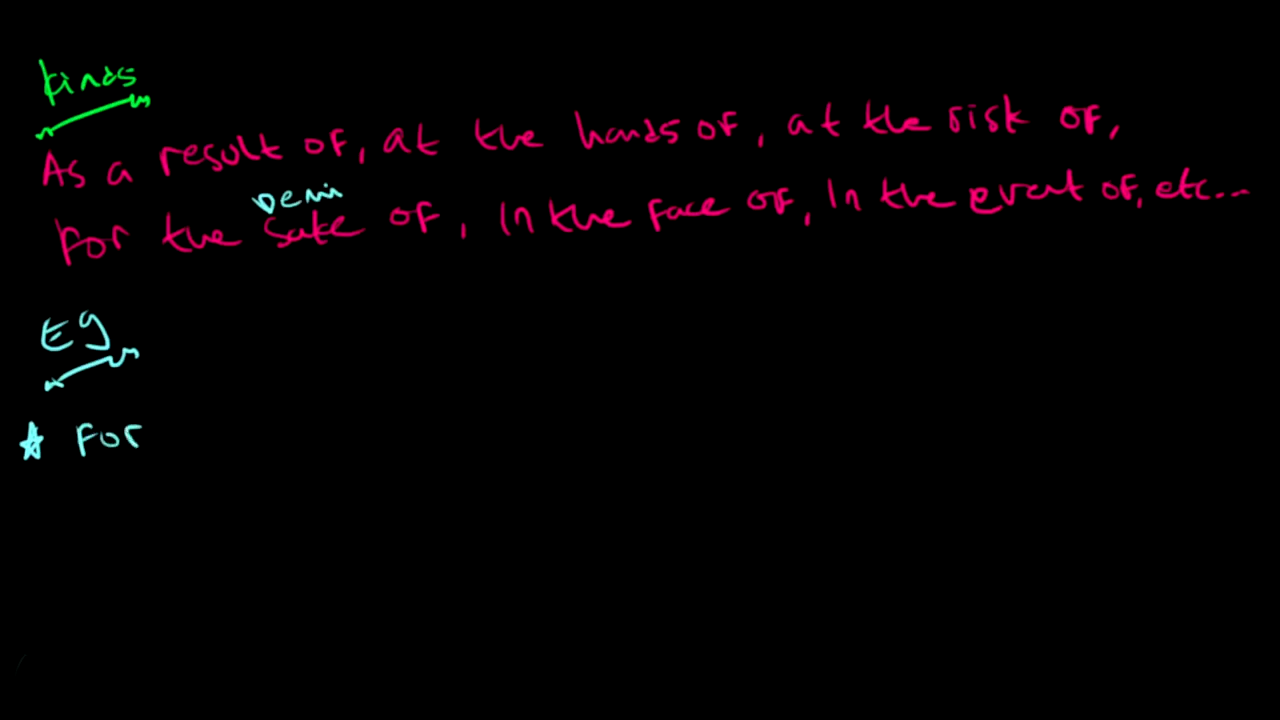 kinds
As a result of, at the hands of, at the risk of,
Demi
For the sake of, In the face of, In the event of, etc...
Eg
For